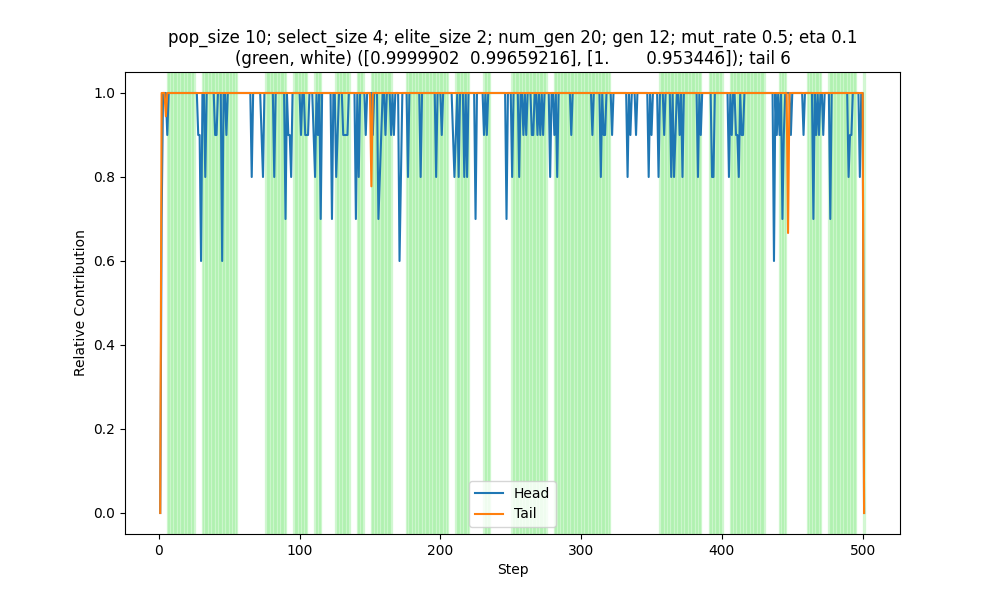 pop_size 10; select_size 4; elite_size 2; num_gen 20; gen 12; mut_rate 0.5; eta 0.1
(green, white) ([0.9999902  0.99659216], [1.        0.953446]); tail 6
1.0
0.8
0.6
0.4
0.2
0.0
Relative Contribution
Head
Tail
0
100
200
300
400
500
Step